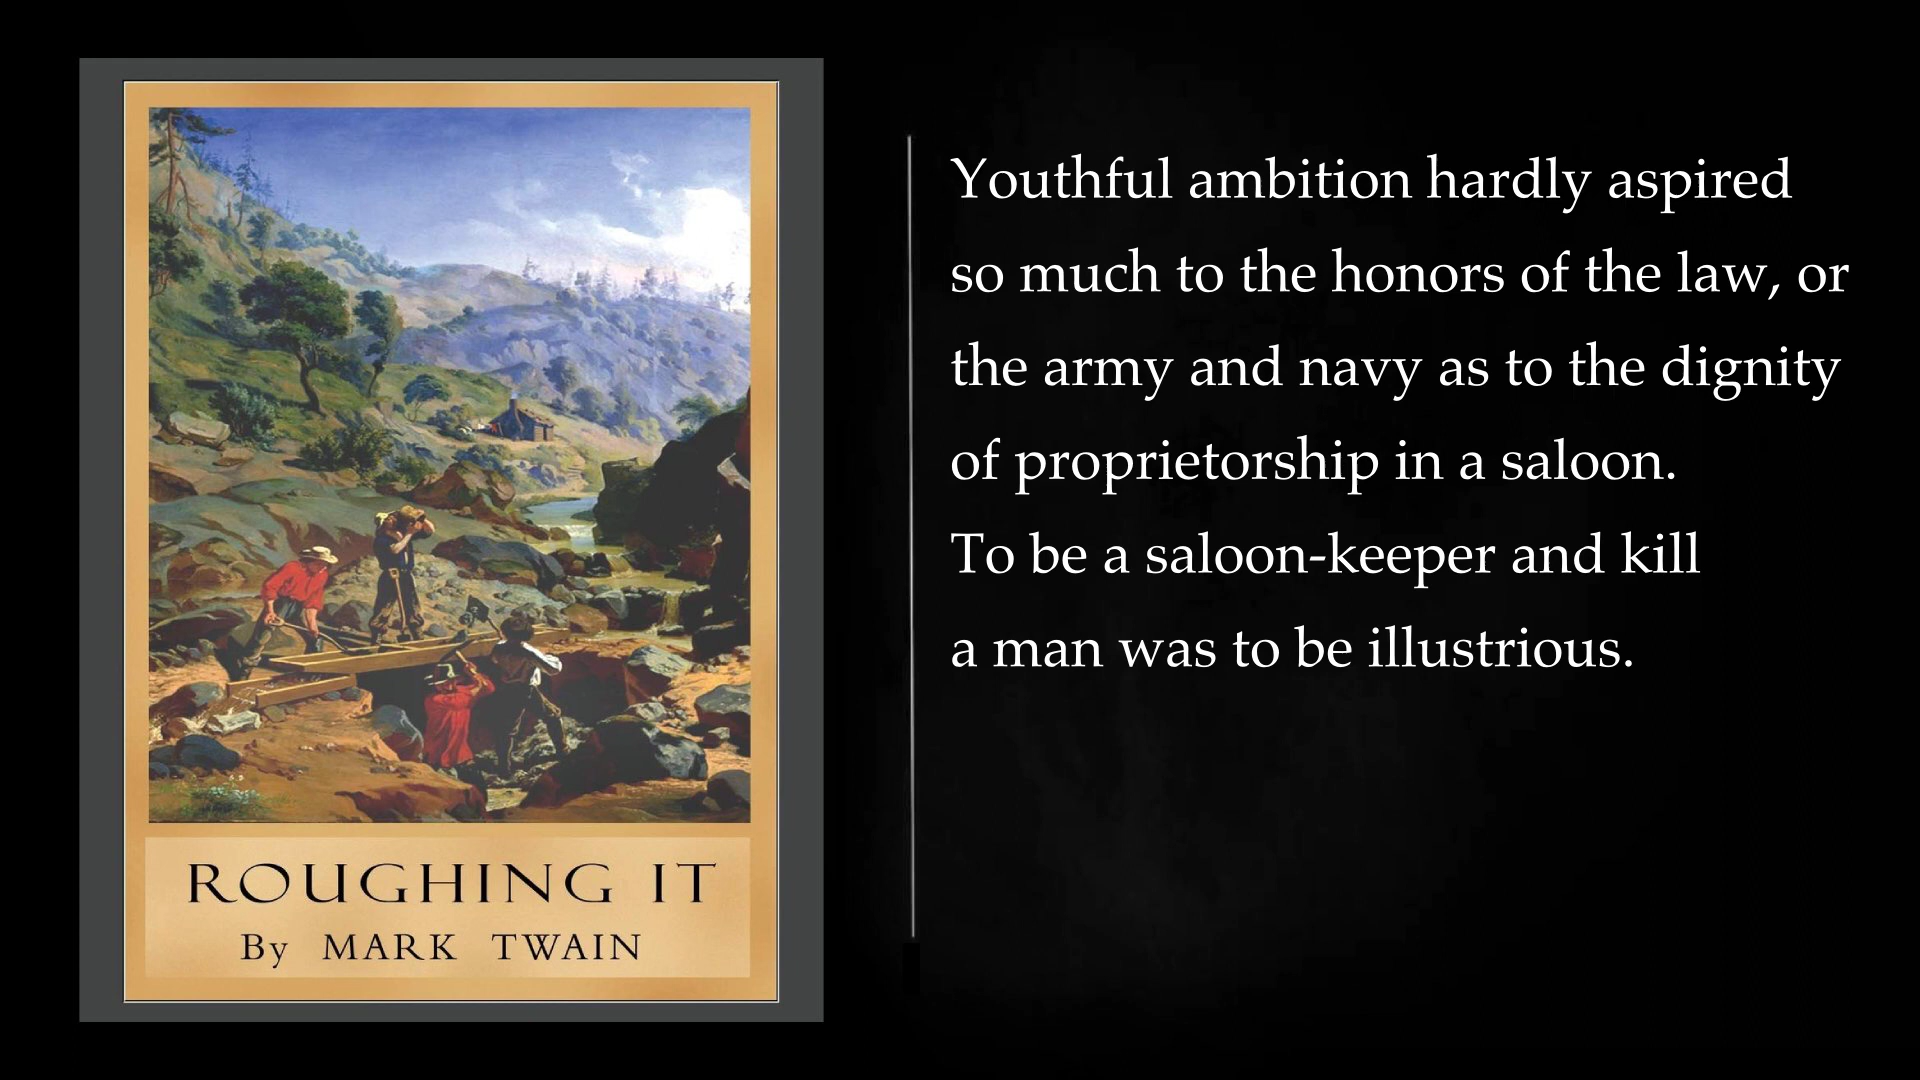 ROUGHING IT
By MARK TWAIN
Youthful ambition hardly aspired
so much to the honors of the law, or
the army and navy as to the dignity
of proprietorship in a saloon.
To be a saloon-keeper and kill
a man was to be illustrious.